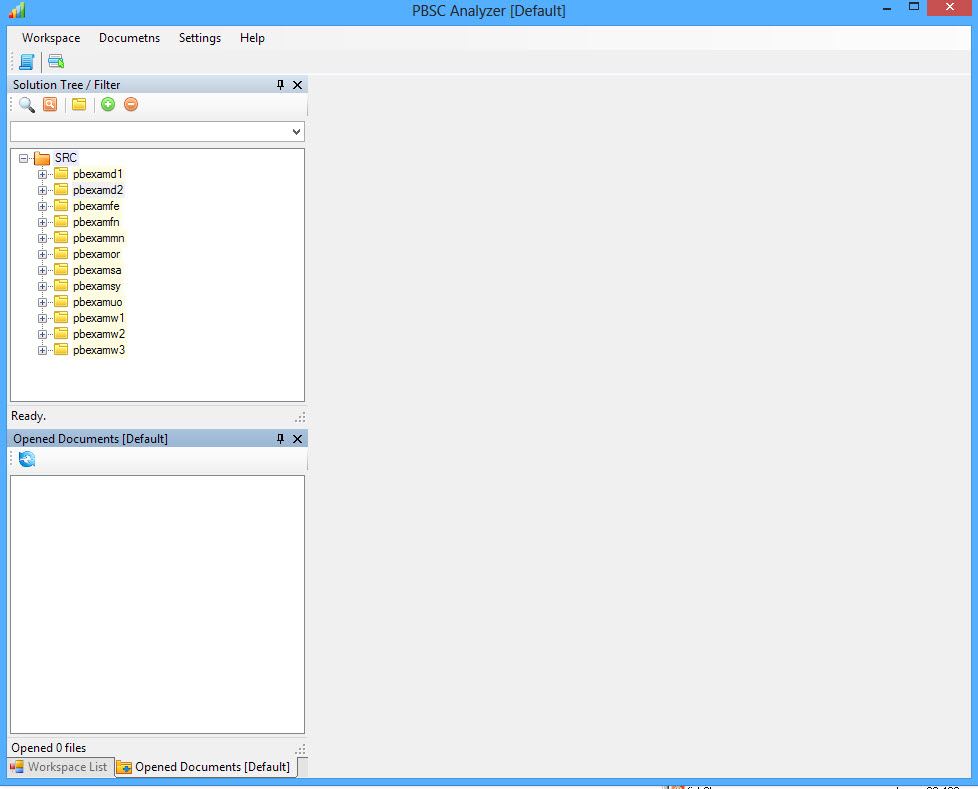 PBSC Analyzer [Default]
Workspace Documetns Settings Help
Solution Tree / Filter
SRC
pbexamd1
pbexamd2
pbexamfe
pbexamfn
pbexammn
pbexamor
pbexamsa
pbexamsy
pbexamuo
pbexamw1
pbexamw2
pbexamw3
Ready.
Opened Documents [Default]
Opened 0 files
Workspace List Opened Documents [Default]